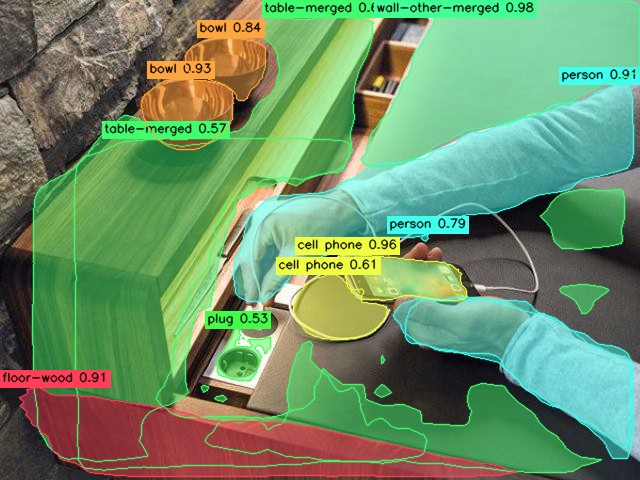 table-merged 0.6
wall-other-merged 0.98
bowl 0.84
bowl 0.93
person 0.91
table-merged 0.57
person 0.79
cell phone 0.96
cell phone 0.61
plug 0.53
floor-wood 0.91